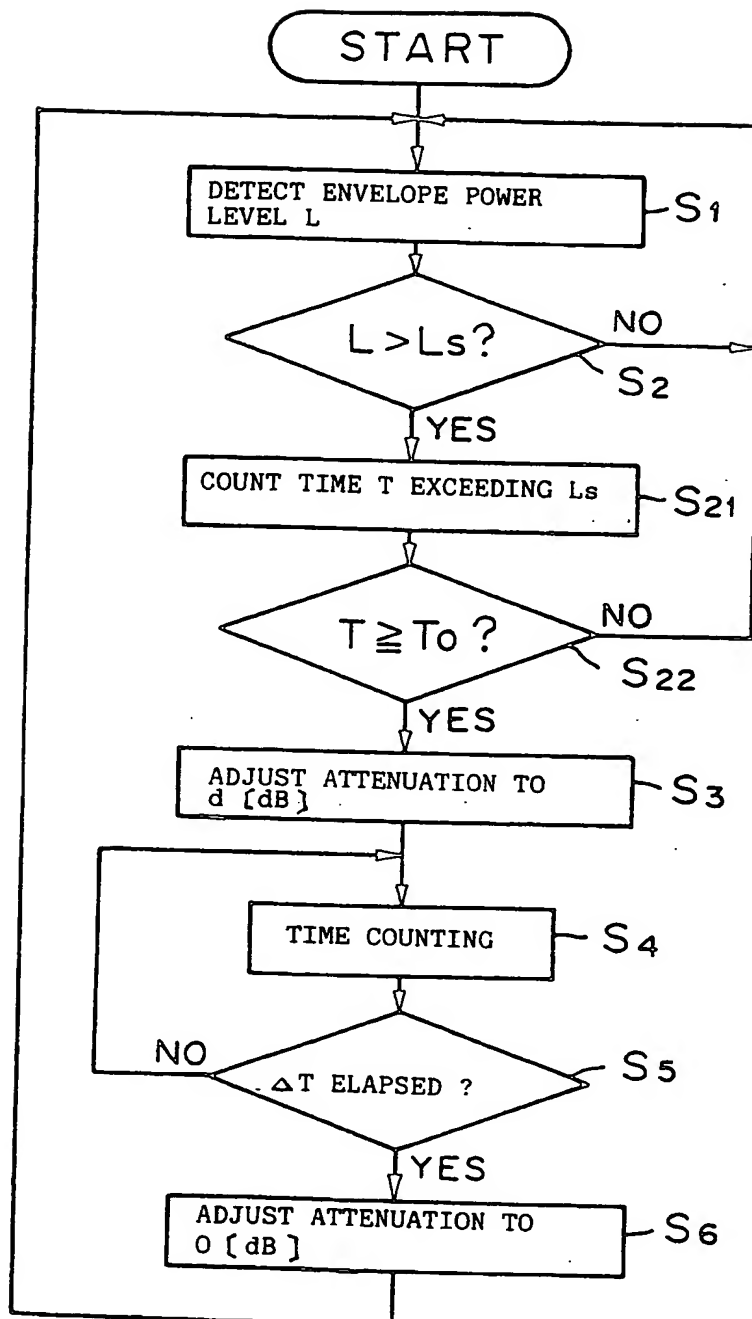 START
DETECT ENVELOPE POWER
LEVEL L
S1
L > Ls?
NO
S2
YES
COUNT TIME T EXCEEDING Ls
S21
T ≧ To ?
NO
S22
YES
ADJUST ATTENUATION TO
d [dB]
S3
TIME COUNTING
S4
NO
ΔT ELAPSED ?
S5
YES
ADJUST ATTENUATION TO
0 [dB]
S6